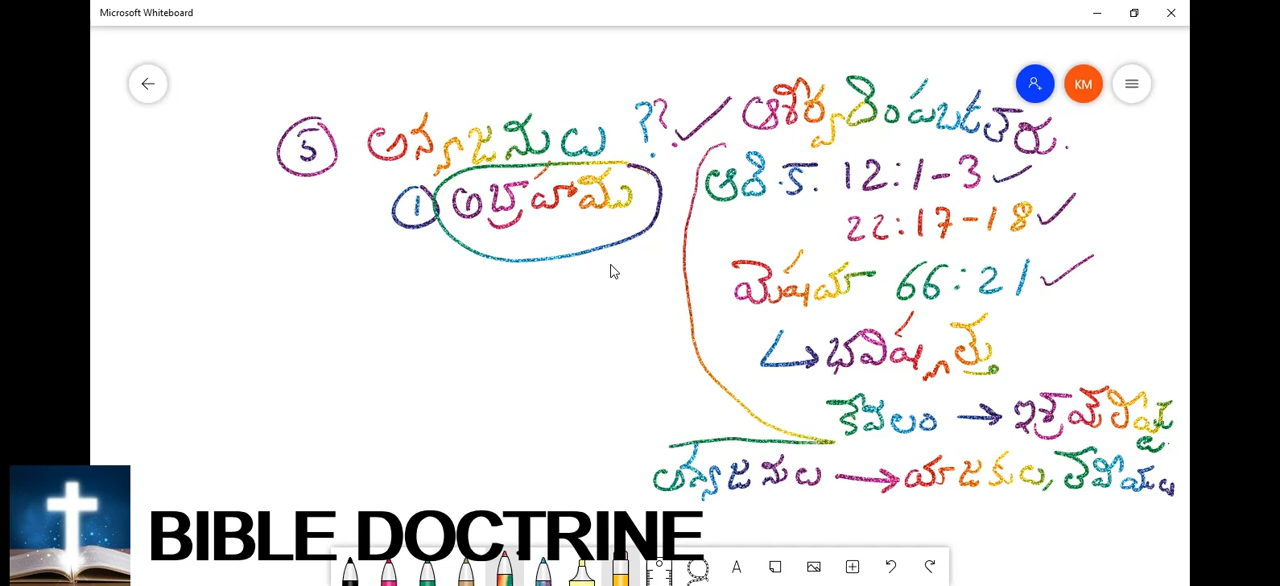 Microsoft Whiteboard
KM
5 అన్యజనులు ?? ✓ ఆశీర్వదింపబడతారు.
1 అబ్రాహాము
ఆది.కా. 12:1-3 ✓
22:17-18 ✓
యెషయా 66:21 ✓
↳ భవిష్యత్తు
కేవలం → ఇశ్రాయేలీయు
అన్యజనులు → యాజకులు, లేవీయులు
BIBLE DOCTRINE
A